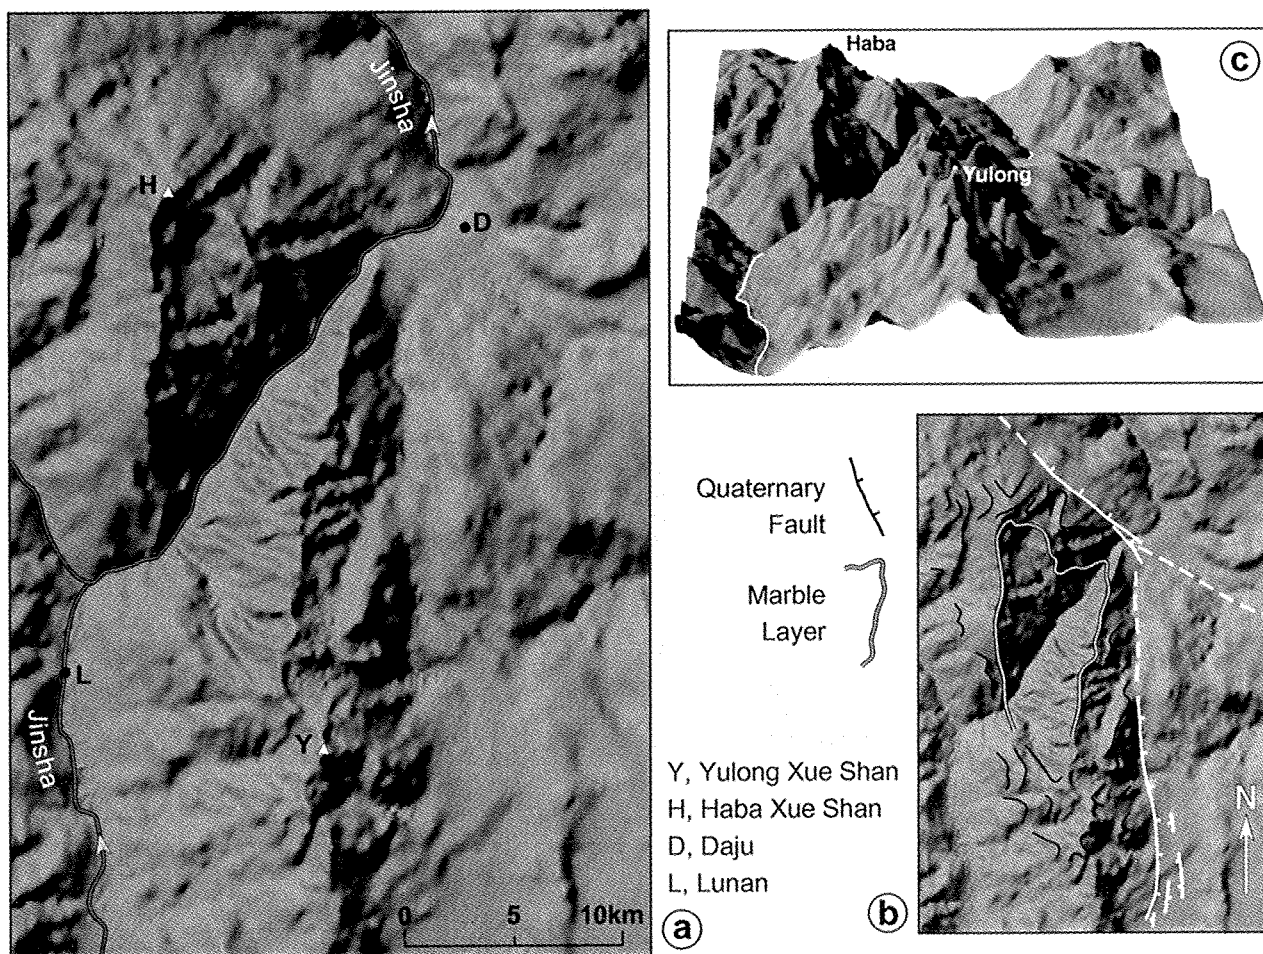 Jinsha
H
D
L
Jinsha
Y
0 5 10km
a
Haba
c
Yulong
Quaternary
Fault
Marble
Layer
Y, Yulong Xue Shan
H, Haba Xue Shan
D, Daju
L, Lunan
N
b